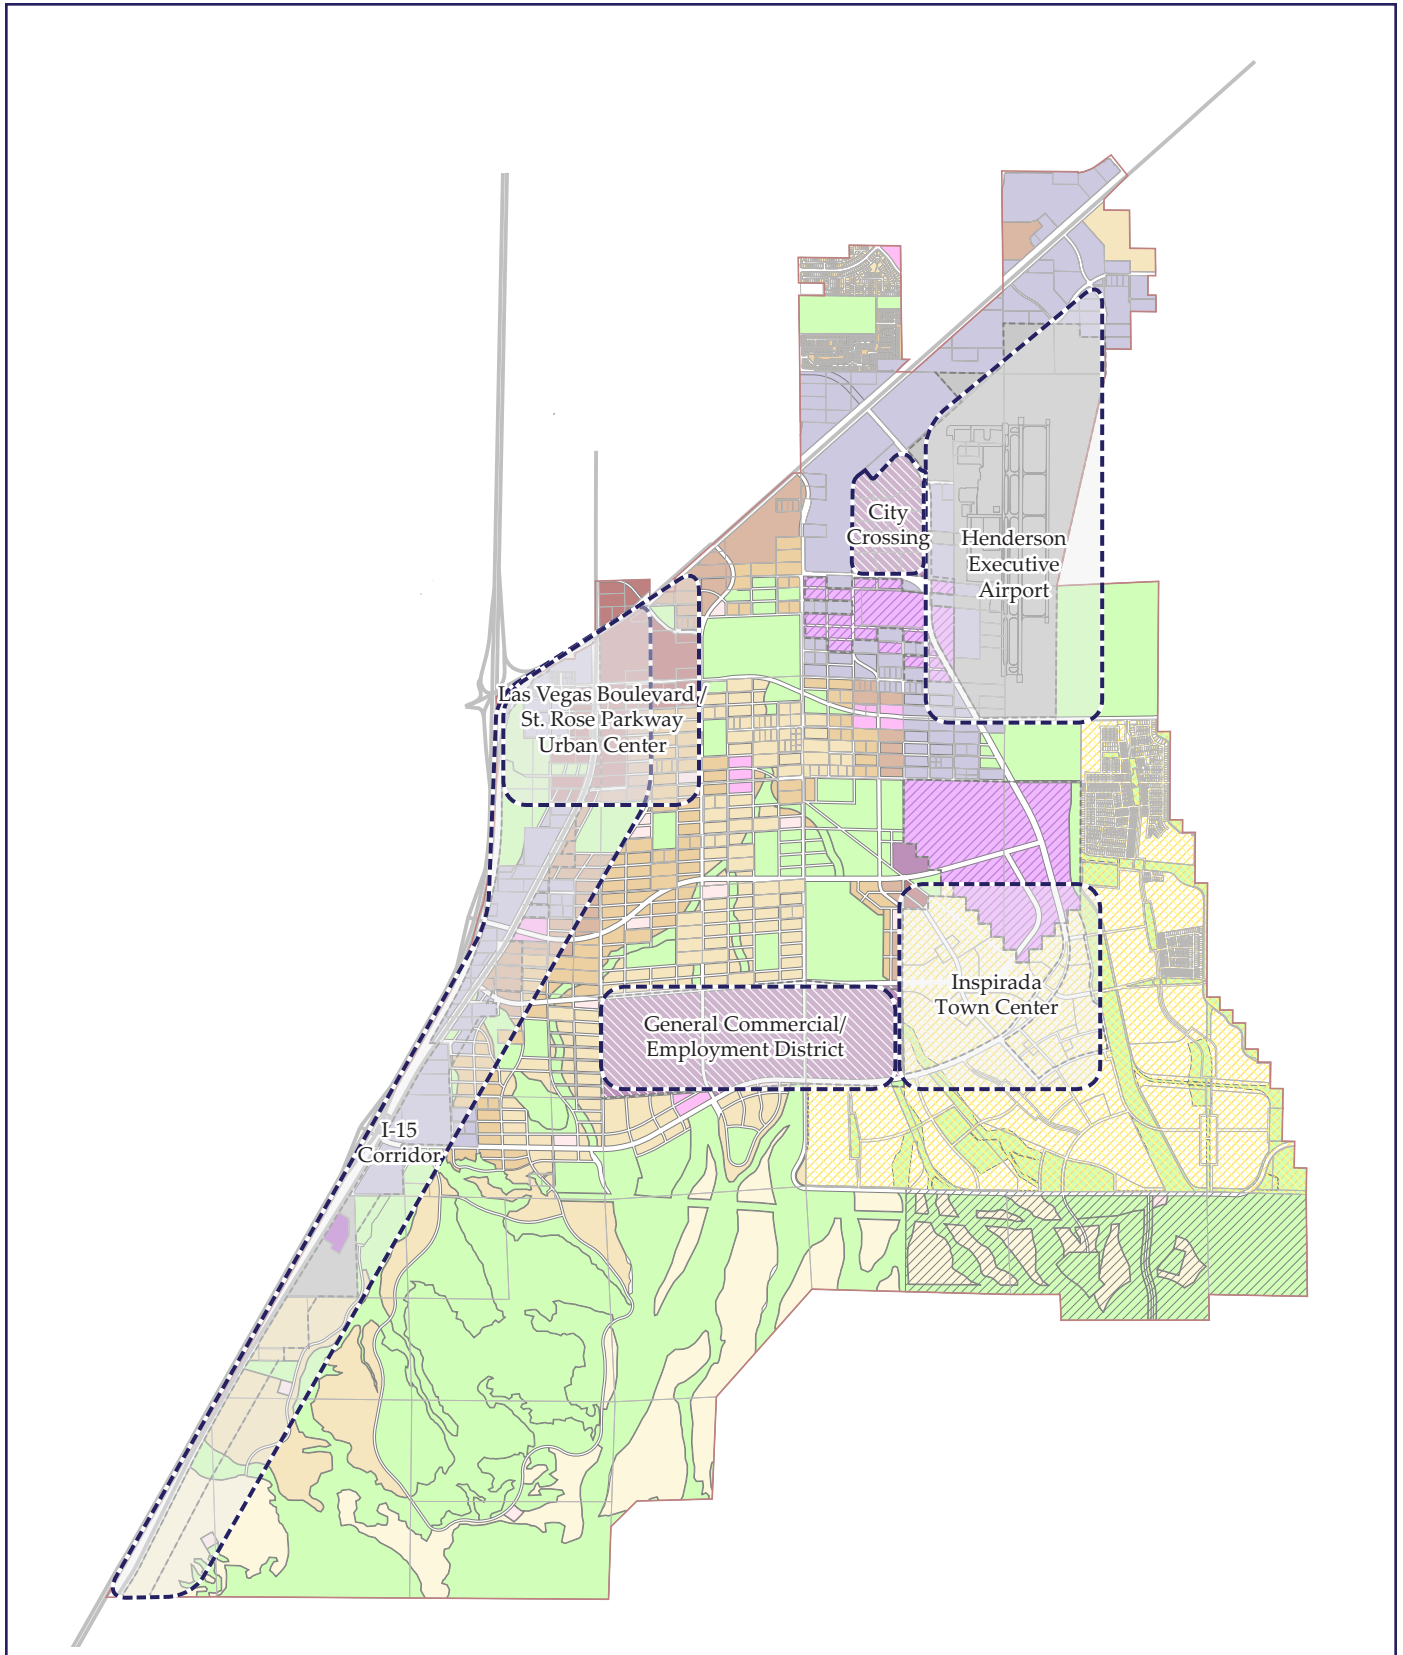 City
Crossing
Henderson
Executive
Airport
Las Vegas Boulevard /
St. Rose Parkway
Urban Center
Inspirada
Town Center
General Commercial/
Employment District
I-15
Corridor